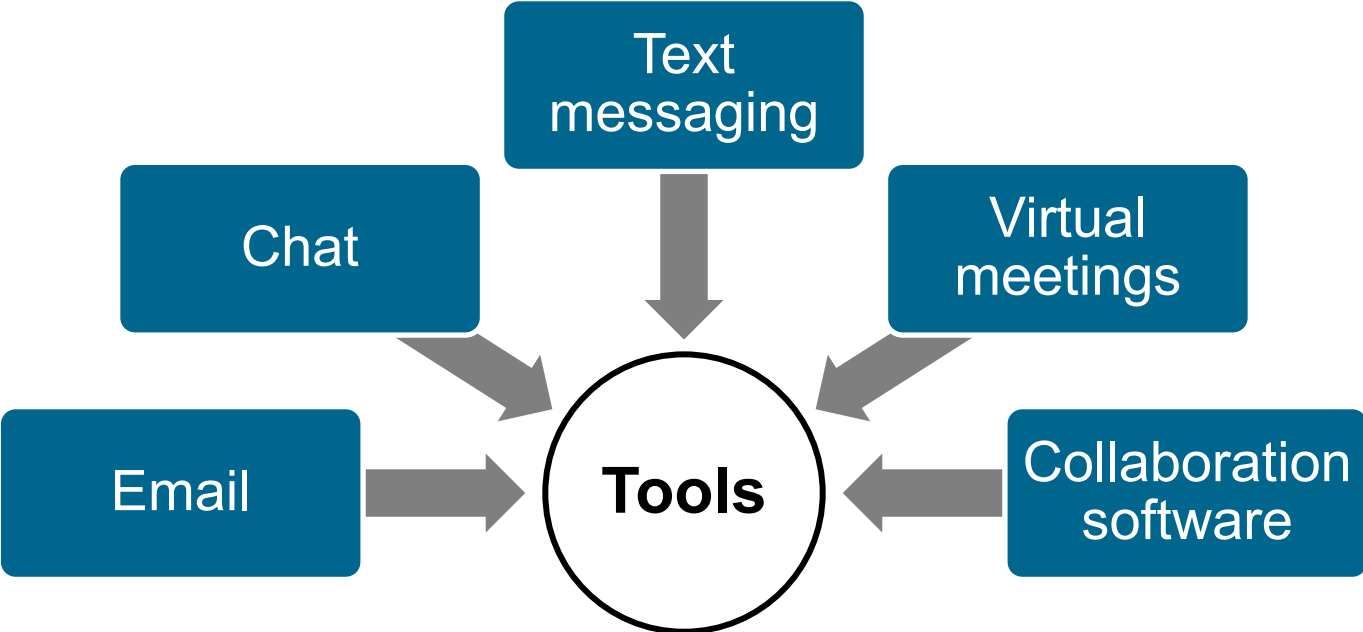 Text
messaging
Chat
Virtual
meetings
Email
Tools
Collaboration
software